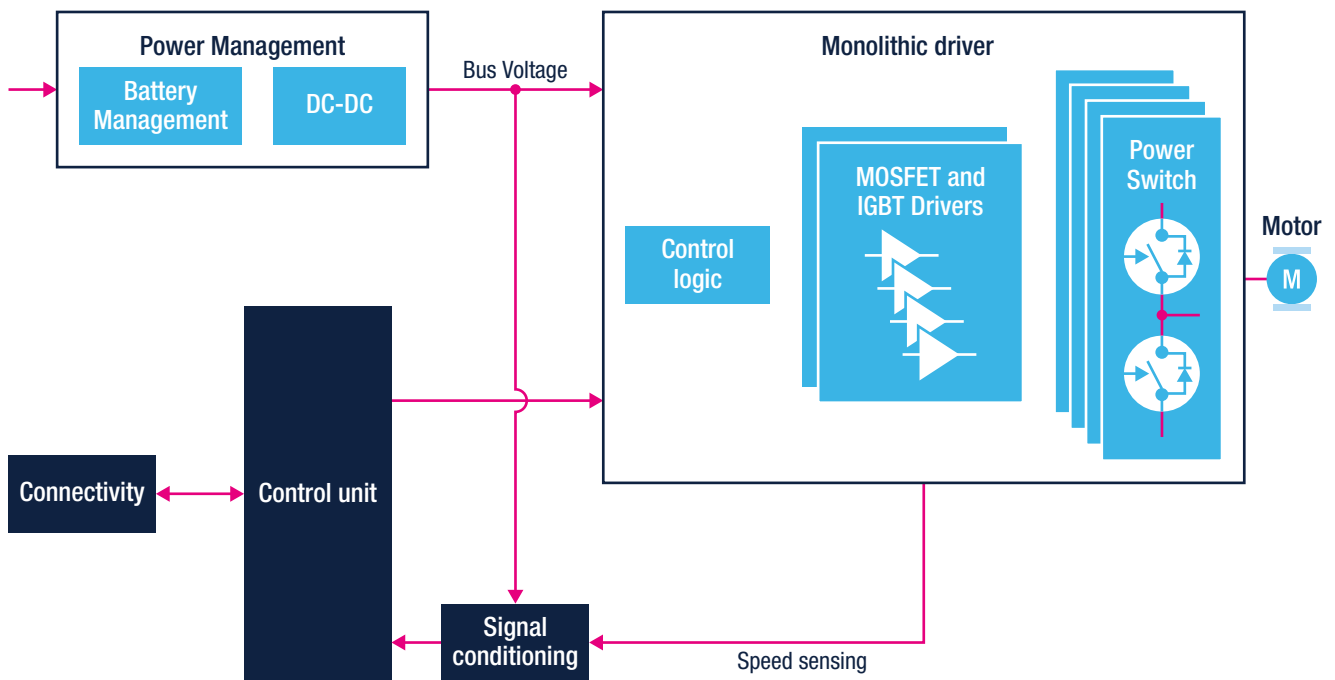 Power Management
Battery
Management
DC-DC
Bus Voltage
Monolithic driver
Control
logic
MOSFET and
IGBT Drivers
Power
Switch
Motor
M
Connectivity
Control unit
Signal
conditioning
Speed sensing